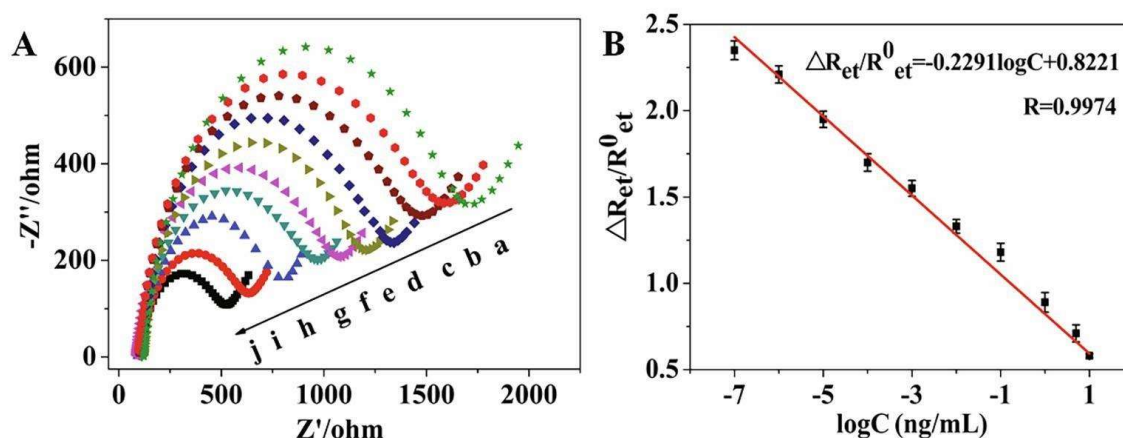 A
-Z''/ohm
600
400
200
0
a
b
c
d
e
f
g
h
i
j
0 500 1000 1500 2000
Z'/ohm
B
△Ret/R⁰et
2.5
2.0
1.5
1.0
0.5
△Ret/R⁰et=-0.2291logC+0.8221
R=0.9974
-7 -5 -3 -1 1
logC (ng/mL)